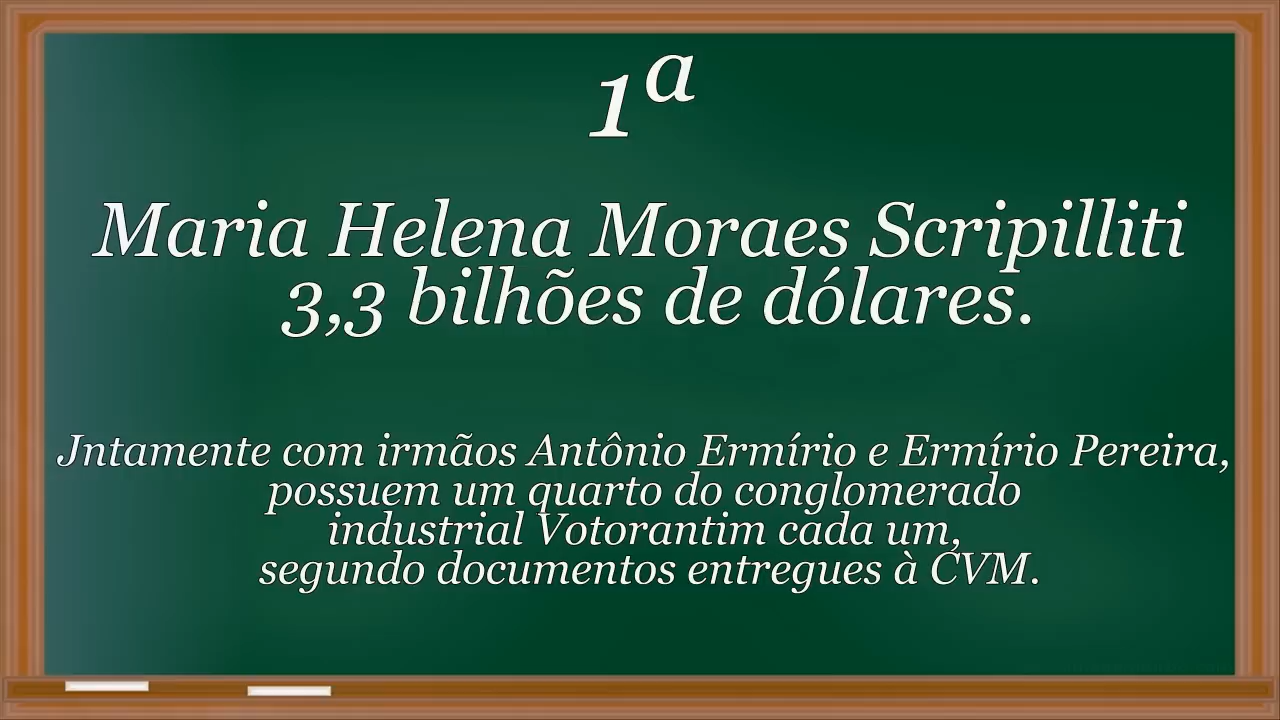 1ª
Maria Helena Moraes Scripilliti
3,3 bilhões de dólares.
Jntamente com irmãos Antônio Ermírio e Ermírio Pereira,
possuem um quarto do conglomerado
industrial Votorantim cada um,
segundo documentos entregues à CVM.